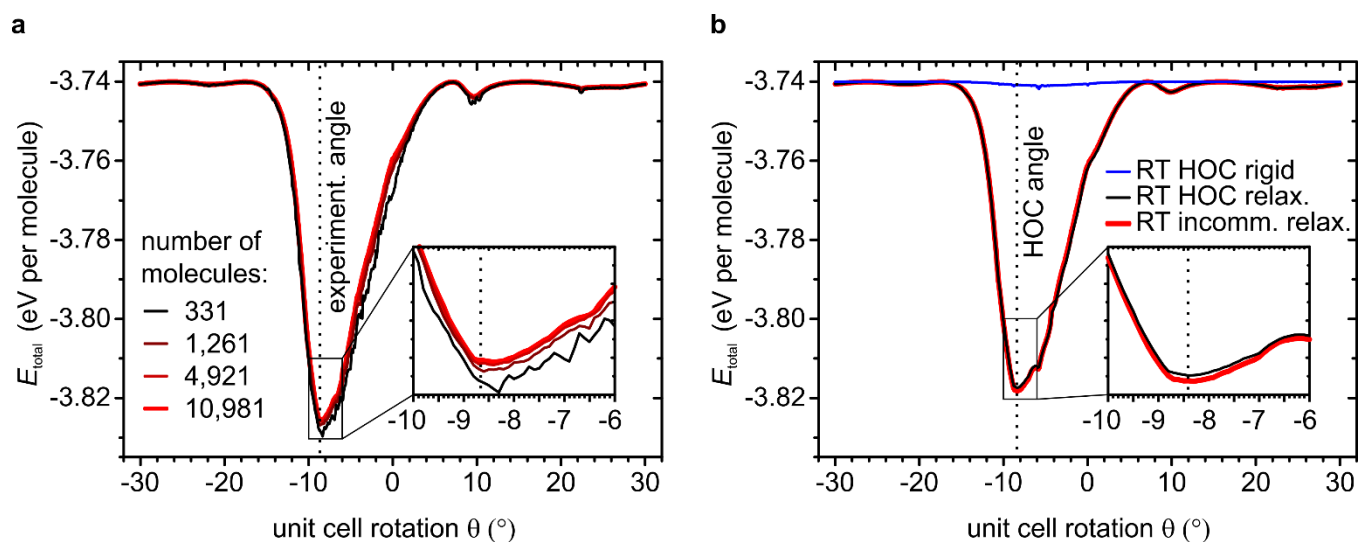 a
-3.74
-3.76
-3.78
-3.80
-3.82
E_total (eV per molecule)
experiment. angle
number of
molecules:
331
1,261
4,921
10,981
-10 -9 -8 -7 -6
-30 -20 -10 0 10 20 30
unit cell rotation θ (°)
b
-3.74
-3.76
-3.78
-3.80
-3.82
E_total (eV per molecule)
HOC angle
RT HOC rigid
RT HOC relax.
RT incomm. relax.
-10 -9 -8 -7 -6
-30 -20 -10 0 10 20 30
unit cell rotation θ (°)